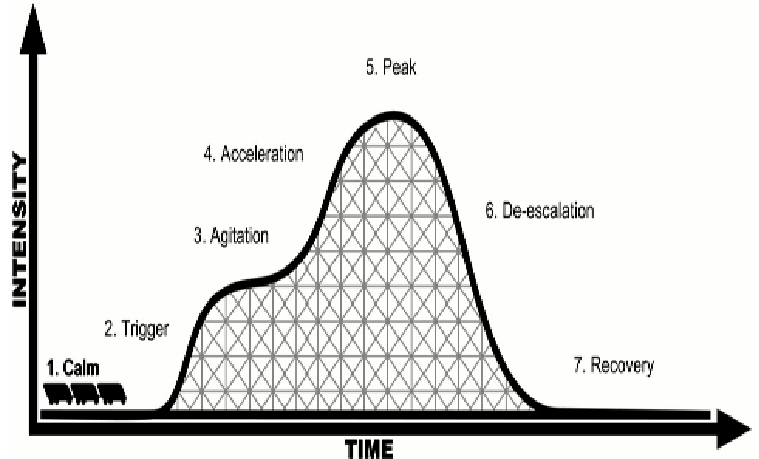 5. Peak
4. Acceleration
3. Agitation
6. De-escalation
2. Trigger
1. Calm
7. Recovery
INTENSITY
TIME